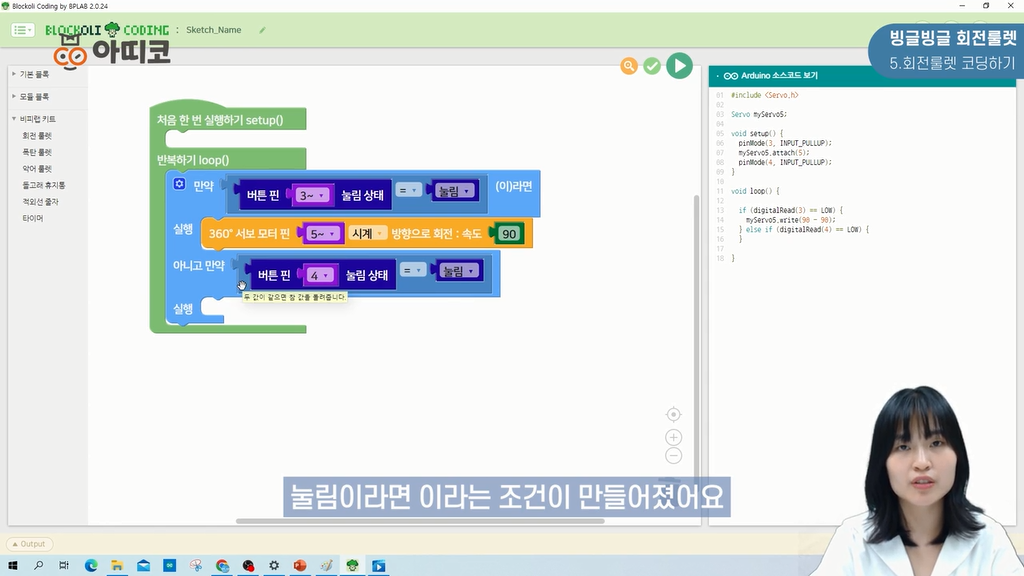 Blockoli Coding by BPLAB 2.0.24
BLOCKOLI CODING : Sketch_Name
아띠코
빙글빙글 회전룰렛
5.회전룰렛 코딩하기
기본 블록
모듈 블록
비피랩 키트
회전 룰렛
폭탄 룰렛
악어 룰렛
돌고래 휴지통
적외선 줄자
타이머
처음 한 번 실행하기 setup()
반복하기 loop()
만약 버튼 핀 3~ 눌림 상태 = 눌림 (이)라면
실행 360° 서보 모터 핀 5~ 시계 방향으로 회전 : 속도 90
아니고 만약 버튼 핀 4 눌림 상태 = 눌림
두 값이 같으면 참 값을 돌려줍니다.
실행
Arduino 소스코드 보기
01 #include <Servo.h>
02
03 Servo myServo5;
04
05 void setup() {
06 pinMode(3, INPUT_PULLUP);
07 myServo5.attach(5);
08 pinMode(4, INPUT_PULLUP);
09 }
10
11 void loop() {
12
13 if (digitalRead(3) == LOW) {
14 myServo5.write(90 - 90);
15 } else if (digitalRead(4) == LOW) {
16 }
17
18 }
눌림이라면 이라는 조건이 만들어졌어요
Output